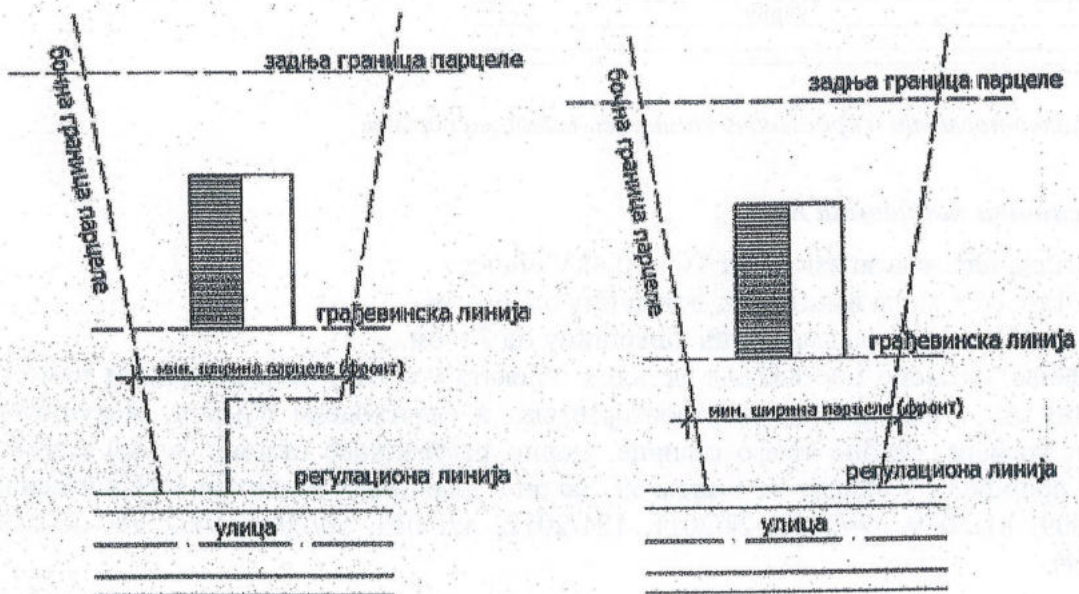 задња граница парцеле
бочна граница парцеле
грађевинска линија
мин. ширина парцеле (фронт)
регулациона линија
улица
задња граница парцеле
бочна граница парцеле
грађевинска линија
мин. ширина парцеле (фронт)
регулациона линија
улица